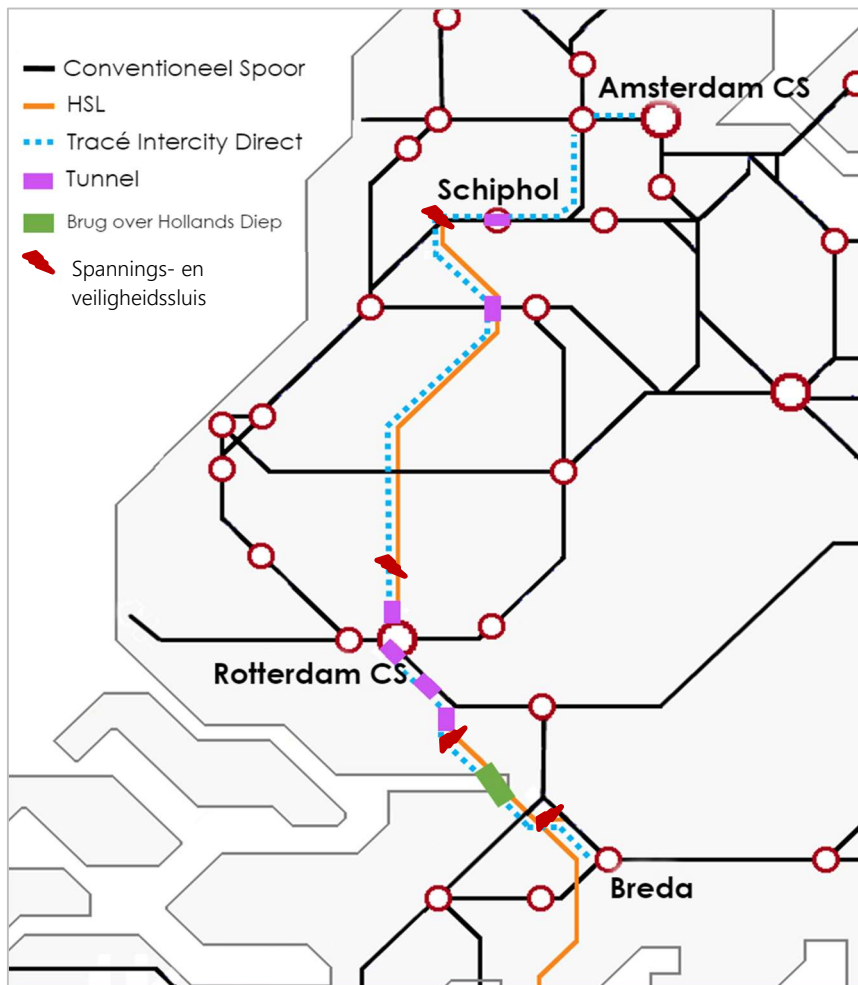 Conventioneel Spoor
HSL
Tracé Intercity Direct
Tunnel
Brug over Hollands Diep
Spannings- en
veiligheidssluis
Amsterdam CS
Schiphol
Rotterdam CS
Breda